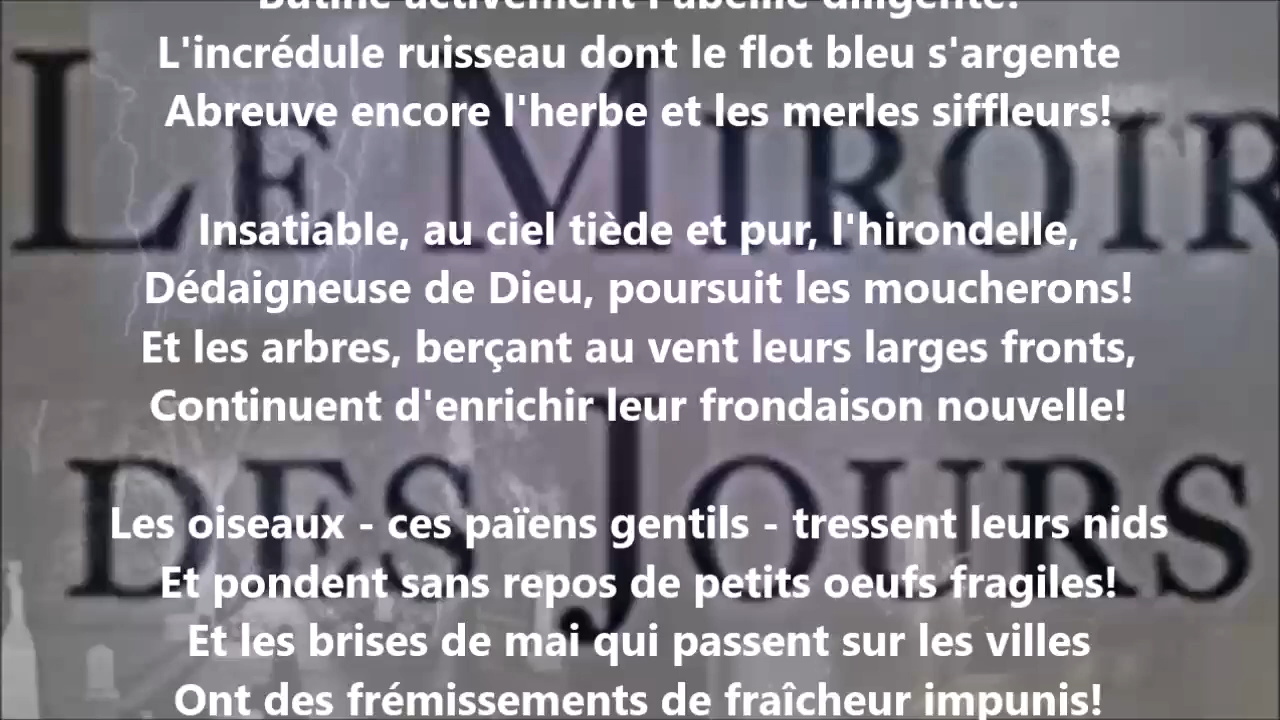 Butine activement l'abeille diligente!
L'incrédule ruisseau dont le flot bleu s'argente
Abreuve encore l'herbe et les merles siffleurs!
Insatiable, au ciel tiède et pur, l'hirondelle,
Dédaigneuse de Dieu, poursuit les moucherons!
Et les arbres, berçant au vent leurs larges fronts,
Continuent d'enrichir leur frondaison nouvelle!
Les oiseaux - ces païens gentils - tressent leurs nids
Et pondent sans repos de petits oeufs fragiles!
Et les brises de mai qui passent sur les villes
Ont des frémissements de fraîcheur impunis!
LE MIROIR
DES JOURS